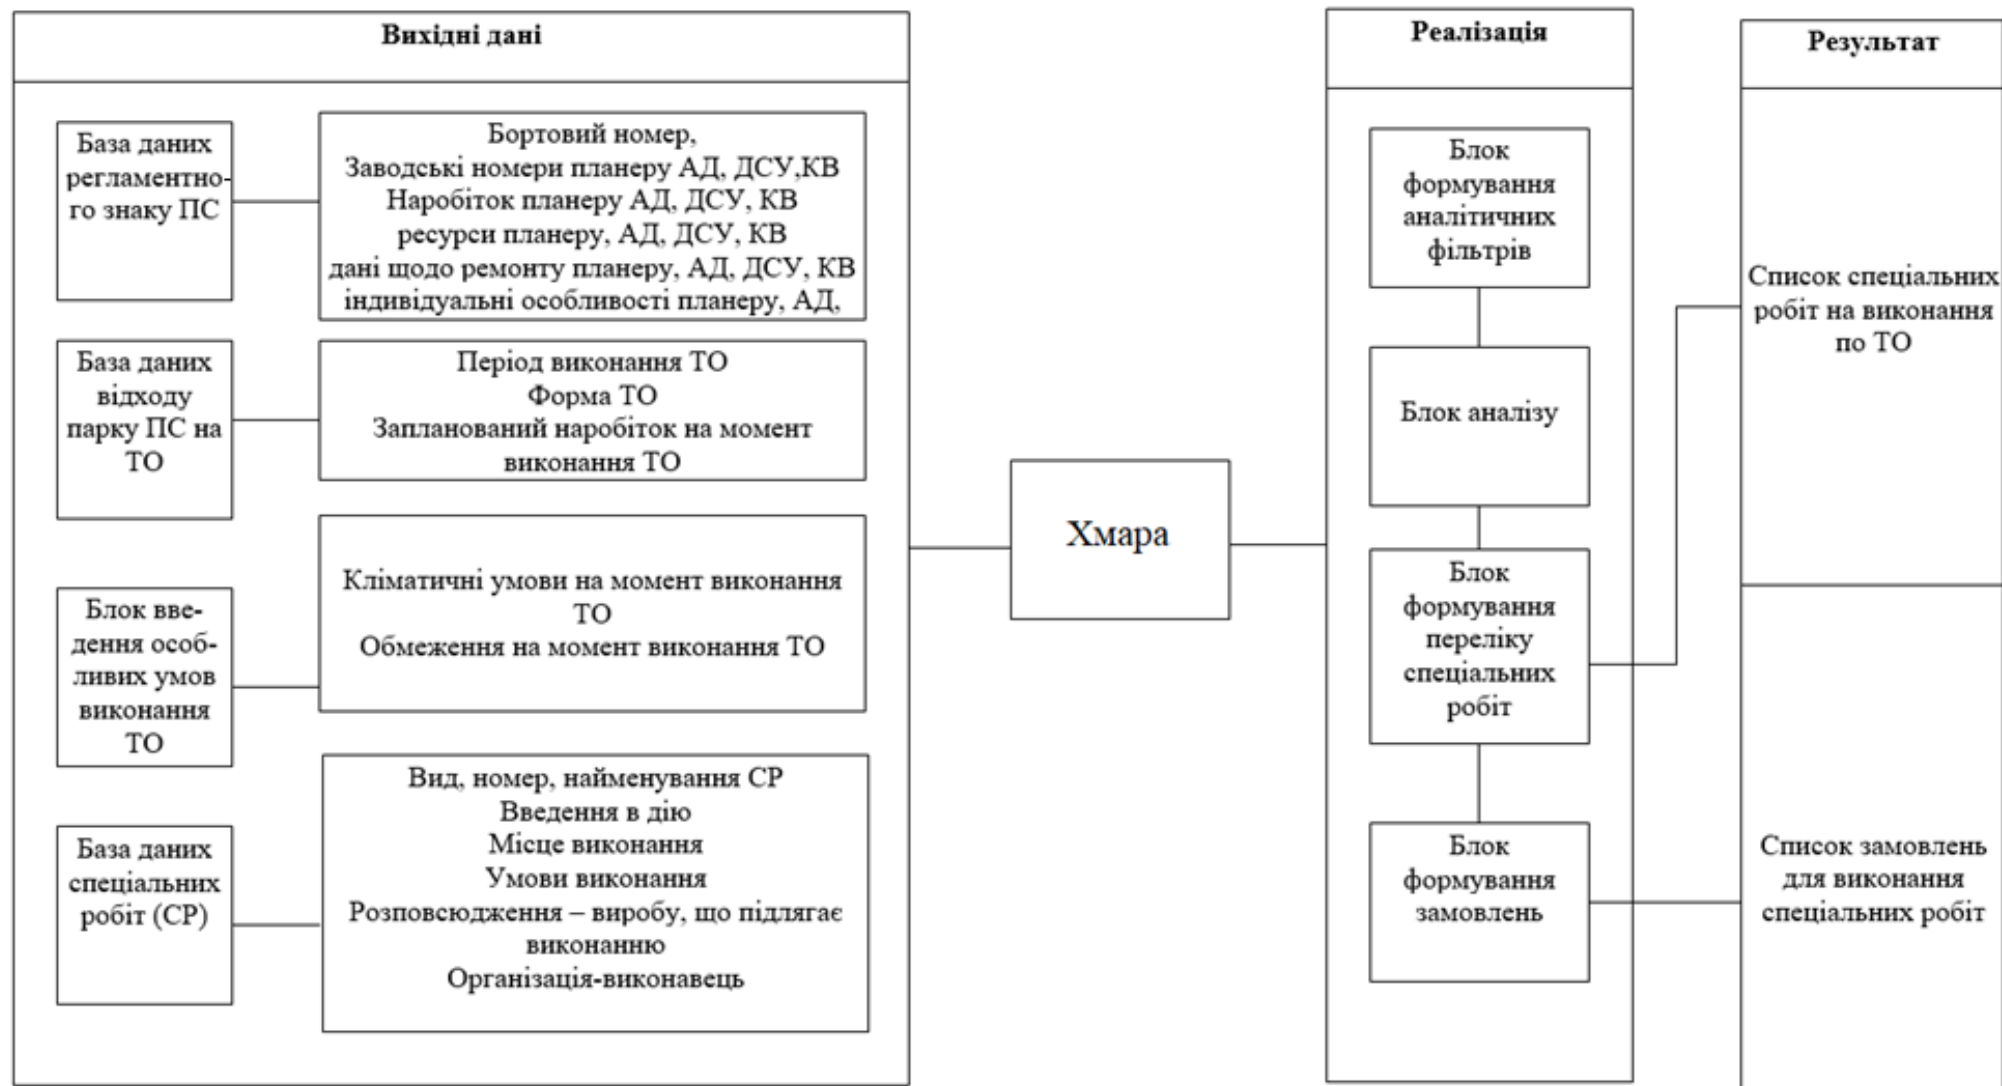 Вихідні дані
База даних
регламентно-
го знаку ПС
Бортовий номер,
Заводські номери планеру АД, ДСУ,КВ
Наробіток планеру АД, ДСУ, КВ
ресурси планеру, АД, ДСУ, КВ
дані щодо ремонту планеру, АД, ДСУ, КВ
індивідуальні особливості планеру, АД,
База даних
відходу
парку ПС на
ТО
Період виконання ТО
Форма ТО
Запланований наробіток на момент
виконання ТО
Блок вве-
дення особ-
ливих умов
виконання
ТО
Кліматичні умови на момент виконання
ТО
Обмеження на момент виконання ТО
База даних
спеціальних
робіт (СР)
Вид, номер, найменування СР
Введення в дію
Місце виконання
Умови виконання
Розповсюдження – виробу, що підлягає
виконанню
Організація-виконавець
Хмара
Реалізація
Блок
формування
аналітичних
фільтрів
Блок аналізу
Блок
формування
переліку
спеціальних
робіт
Блок
формування
замовлень
Результат
Список спеціальних
робіт на виконання
по ТО
Список замовлень
для виконання
спеціальних робіт